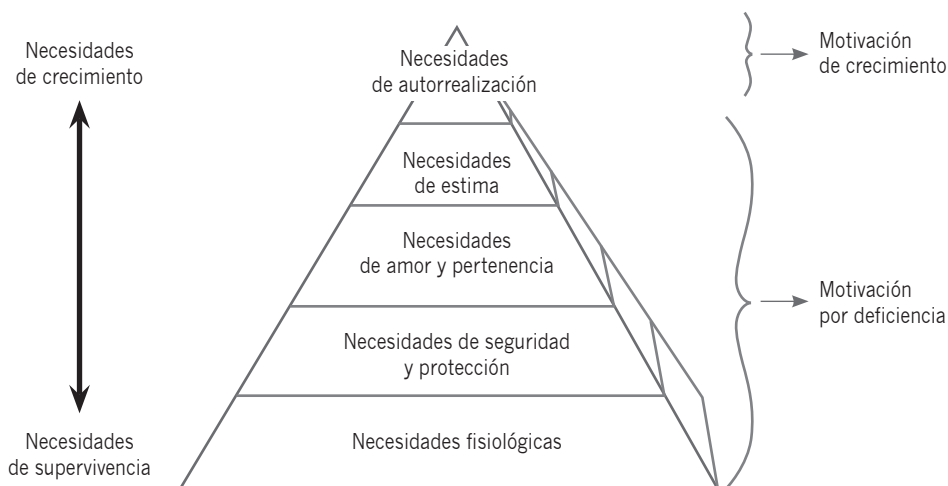 Necesidades
de crecimiento
Necesidades
de autorrealización
Motivación
de crecimiento
Necesidades
de estima
Necesidades
de amor y pertenencia
Motivación
por deficiencia
Necesidades de seguridad
y protección
Necesidades
de supervivencia
Necesidades fisiológicas